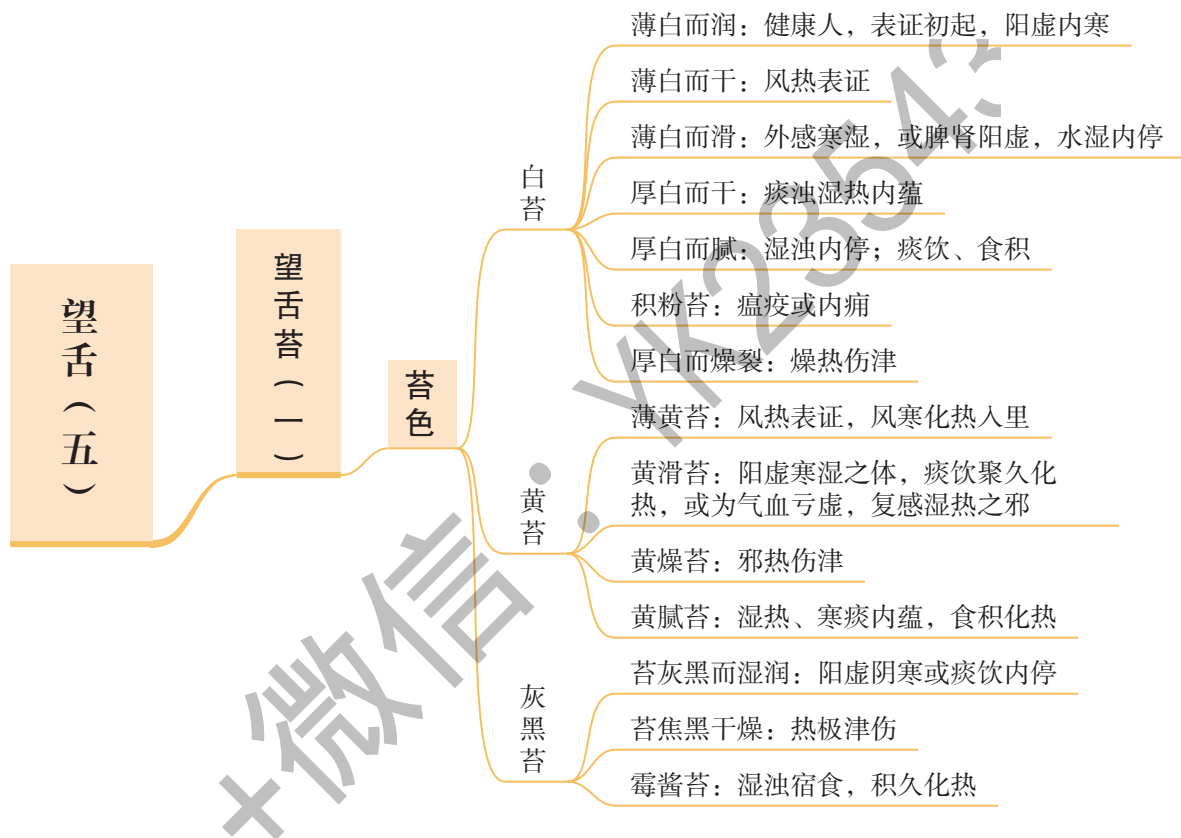 望舌（五）
望舌苔（一）
苔色
白苔
薄白而润：健康人，表证初起，阳虚内寒
薄白而干：风热表证
薄白而滑：外感寒湿，或脾肾阳虚，水湿内停
厚白而干：痰浊湿热内蕴
厚白而腻：湿浊内停；痰饮、食积
积粉苔：瘟疫或内痈
厚白而燥裂：燥热伤津
黄苔
薄黄苔：风热表证，风寒化热入里
黄滑苔：阳虚寒湿之体，痰饮聚久化
热，或为气血亏虚，复感湿热之邪
黄燥苔：邪热伤津
黄腻苔：湿热、寒痰内蕴，食积化热
灰黑苔
苔灰黑而湿润：阳虚阴寒或痰饮内停
苔焦黑干燥：热极津伤
霉酱苔：湿浊宿食，积久化热
+微信：YK23543